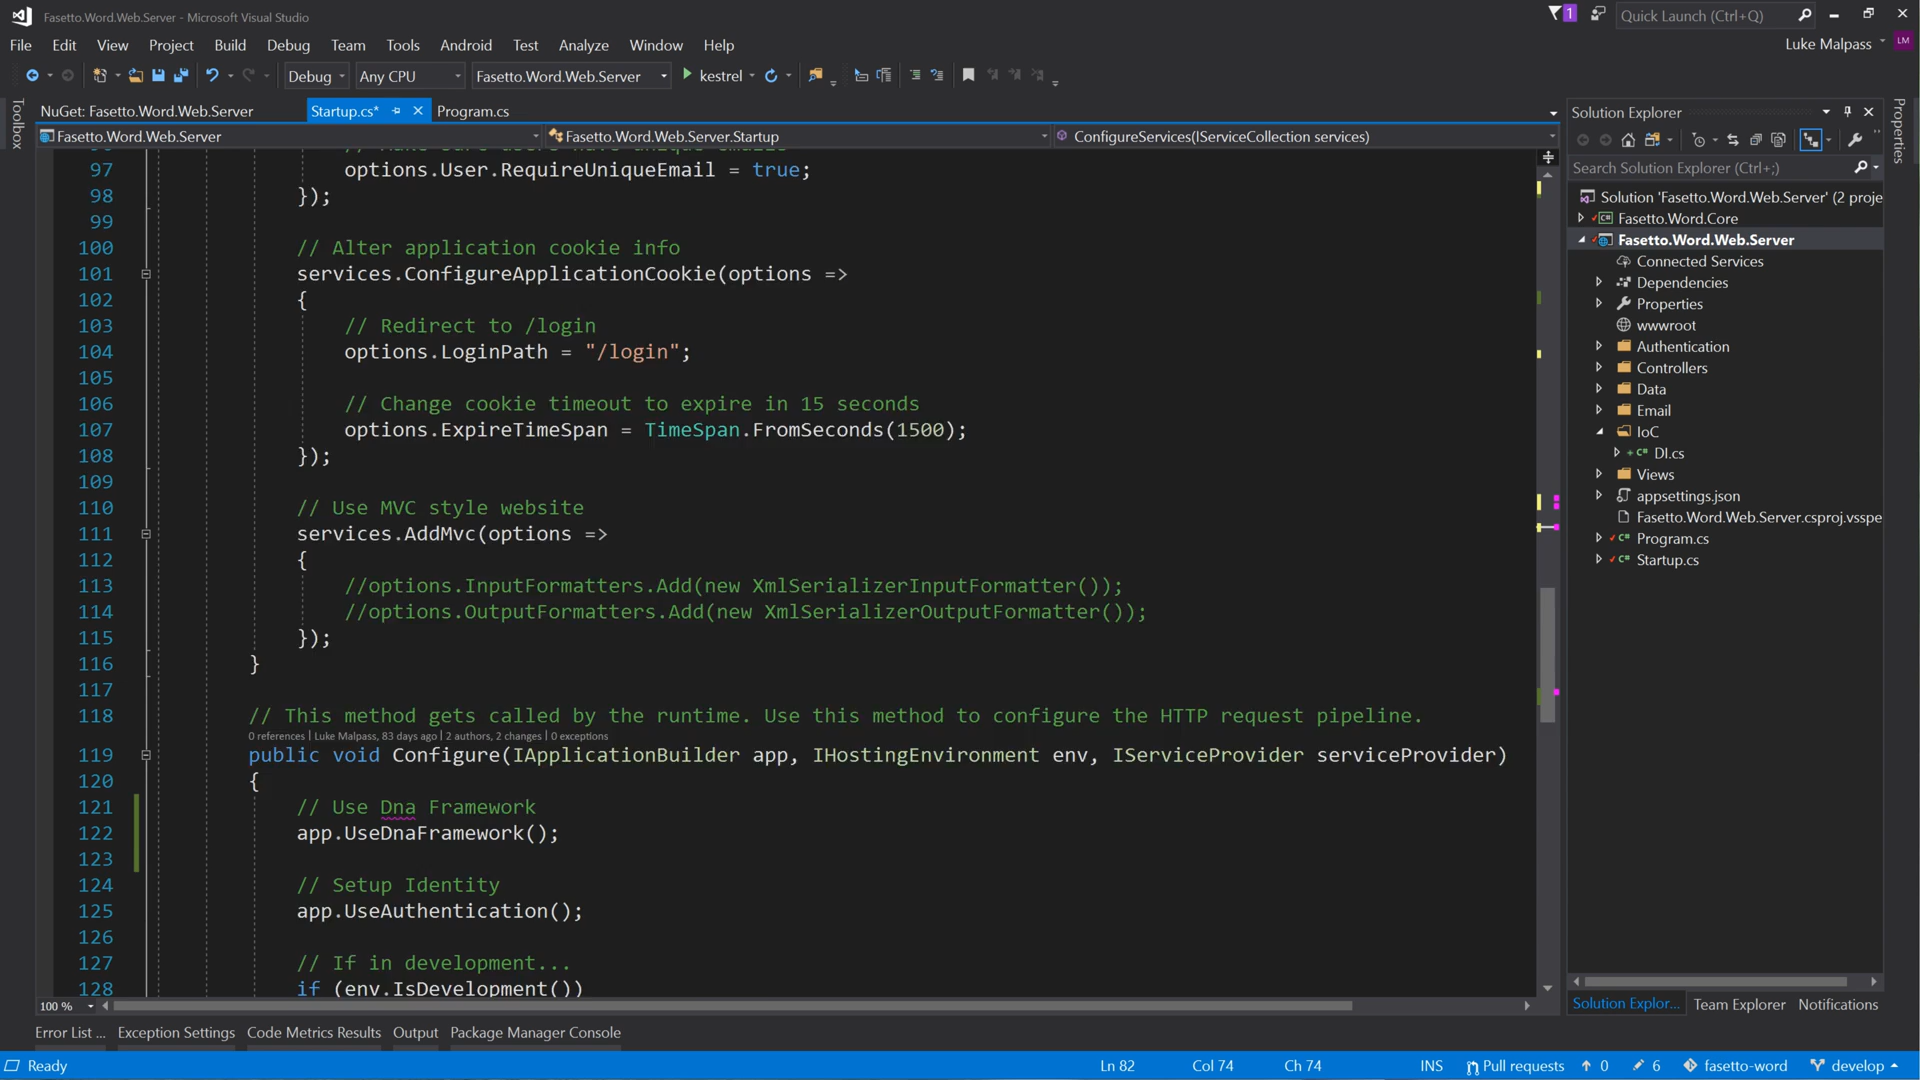 Fasetto.Word.Web.Server - Microsoft Visual Studio
1
Quick Launch (Ctrl+Q)
File Edit View Project Build Debug Team Tools Android Test Analyze Window Help
Luke Malpass
LM
Debug Any CPU Fasetto.Word.Web.Server kestrel
Toolbox
NuGet: Fasetto.Word.Web.Server Startup.cs* Program.cs
Fasetto.Word.Web.Server Fasetto.Word.Web.Server.Startup ConfigureServices(IServiceCollection services)
97 options.User.RequireUniqueEmail = true;
98 });
99
100 // Alter application cookie info
101 services.ConfigureApplicationCookie(options =>
102 {
103 // Redirect to /login
104 options.LoginPath = "/login";
105
106 // Change cookie timeout to expire in 15 seconds
107 options.ExpireTimeSpan = TimeSpan.FromSeconds(1500);
108 });
109
110 // Use MVC style website
111 services.AddMvc(options =>
112 {
113 //options.InputFormatters.Add(new XmlSerializerInputFormatter());
114 //options.OutputFormatters.Add(new XmlSerializerOutputFormatter());
115 });
116 }
117
118 // This method gets called by the runtime. Use this method to configure the HTTP request pipeline.
0 references | Luke Malpass, 83 days ago | 2 authors, 2 changes | 0 exceptions
119 public void Configure(IApplicationBuilder app, IHostingEnvironment env, IServiceProvider serviceProvider)
120 {
121 // Use Dna Framework
122 app.UseDnaFramework();
123
124 // Setup Identity
125 app.UseAuthentication();
126
127 // If in development...
128 if (env.IsDevelopment())
100 %
Solution Explorer
Search Solution Explorer (Ctrl+;)
Solution 'Fasetto.Word.Web.Server' (2 proje
Fasetto.Word.Core
Fasetto.Word.Web.Server
Connected Services
Dependencies
Properties
wwwroot
Authentication
Controllers
Data
Email
IoC
DI.cs
Views
appsettings.json
Fasetto.Word.Web.Server.csproj.vsspe
Program.cs
Startup.cs
Solution Explor... Team Explorer Notifications
Properties
Error List ... Exception Settings Code Metrics Results Output Package Manager Console
Ready Ln 82 Col 74 Ch 74 INS Pull requests 0 6 fasetto-word develop